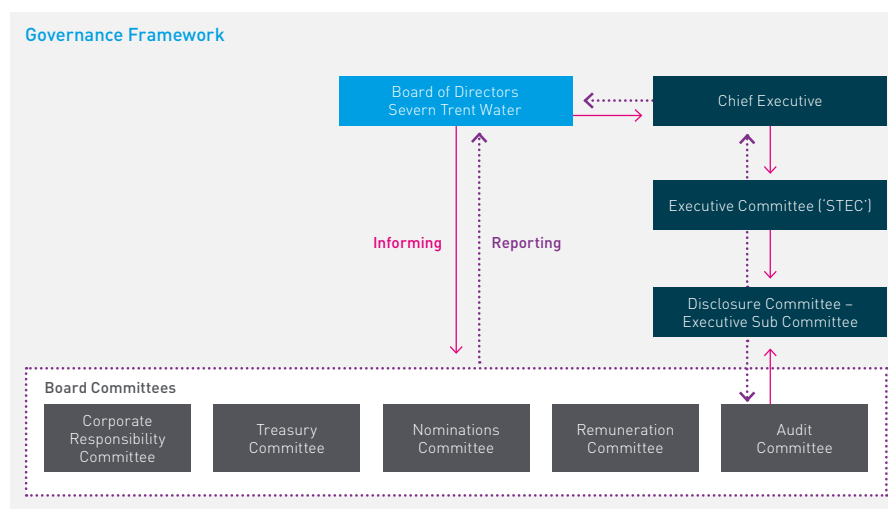 Governance Framework
Board of Directors
Severn Trent Water
Chief Executive
Executive Committee (‘STEC’)
Informing
Reporting
Disclosure Committee –
Executive Sub Committee
Board Committees
Corporate
Responsibility
Committee
Treasury
Committee
Nominations
Committee
Remuneration
Committee
Audit
Committee